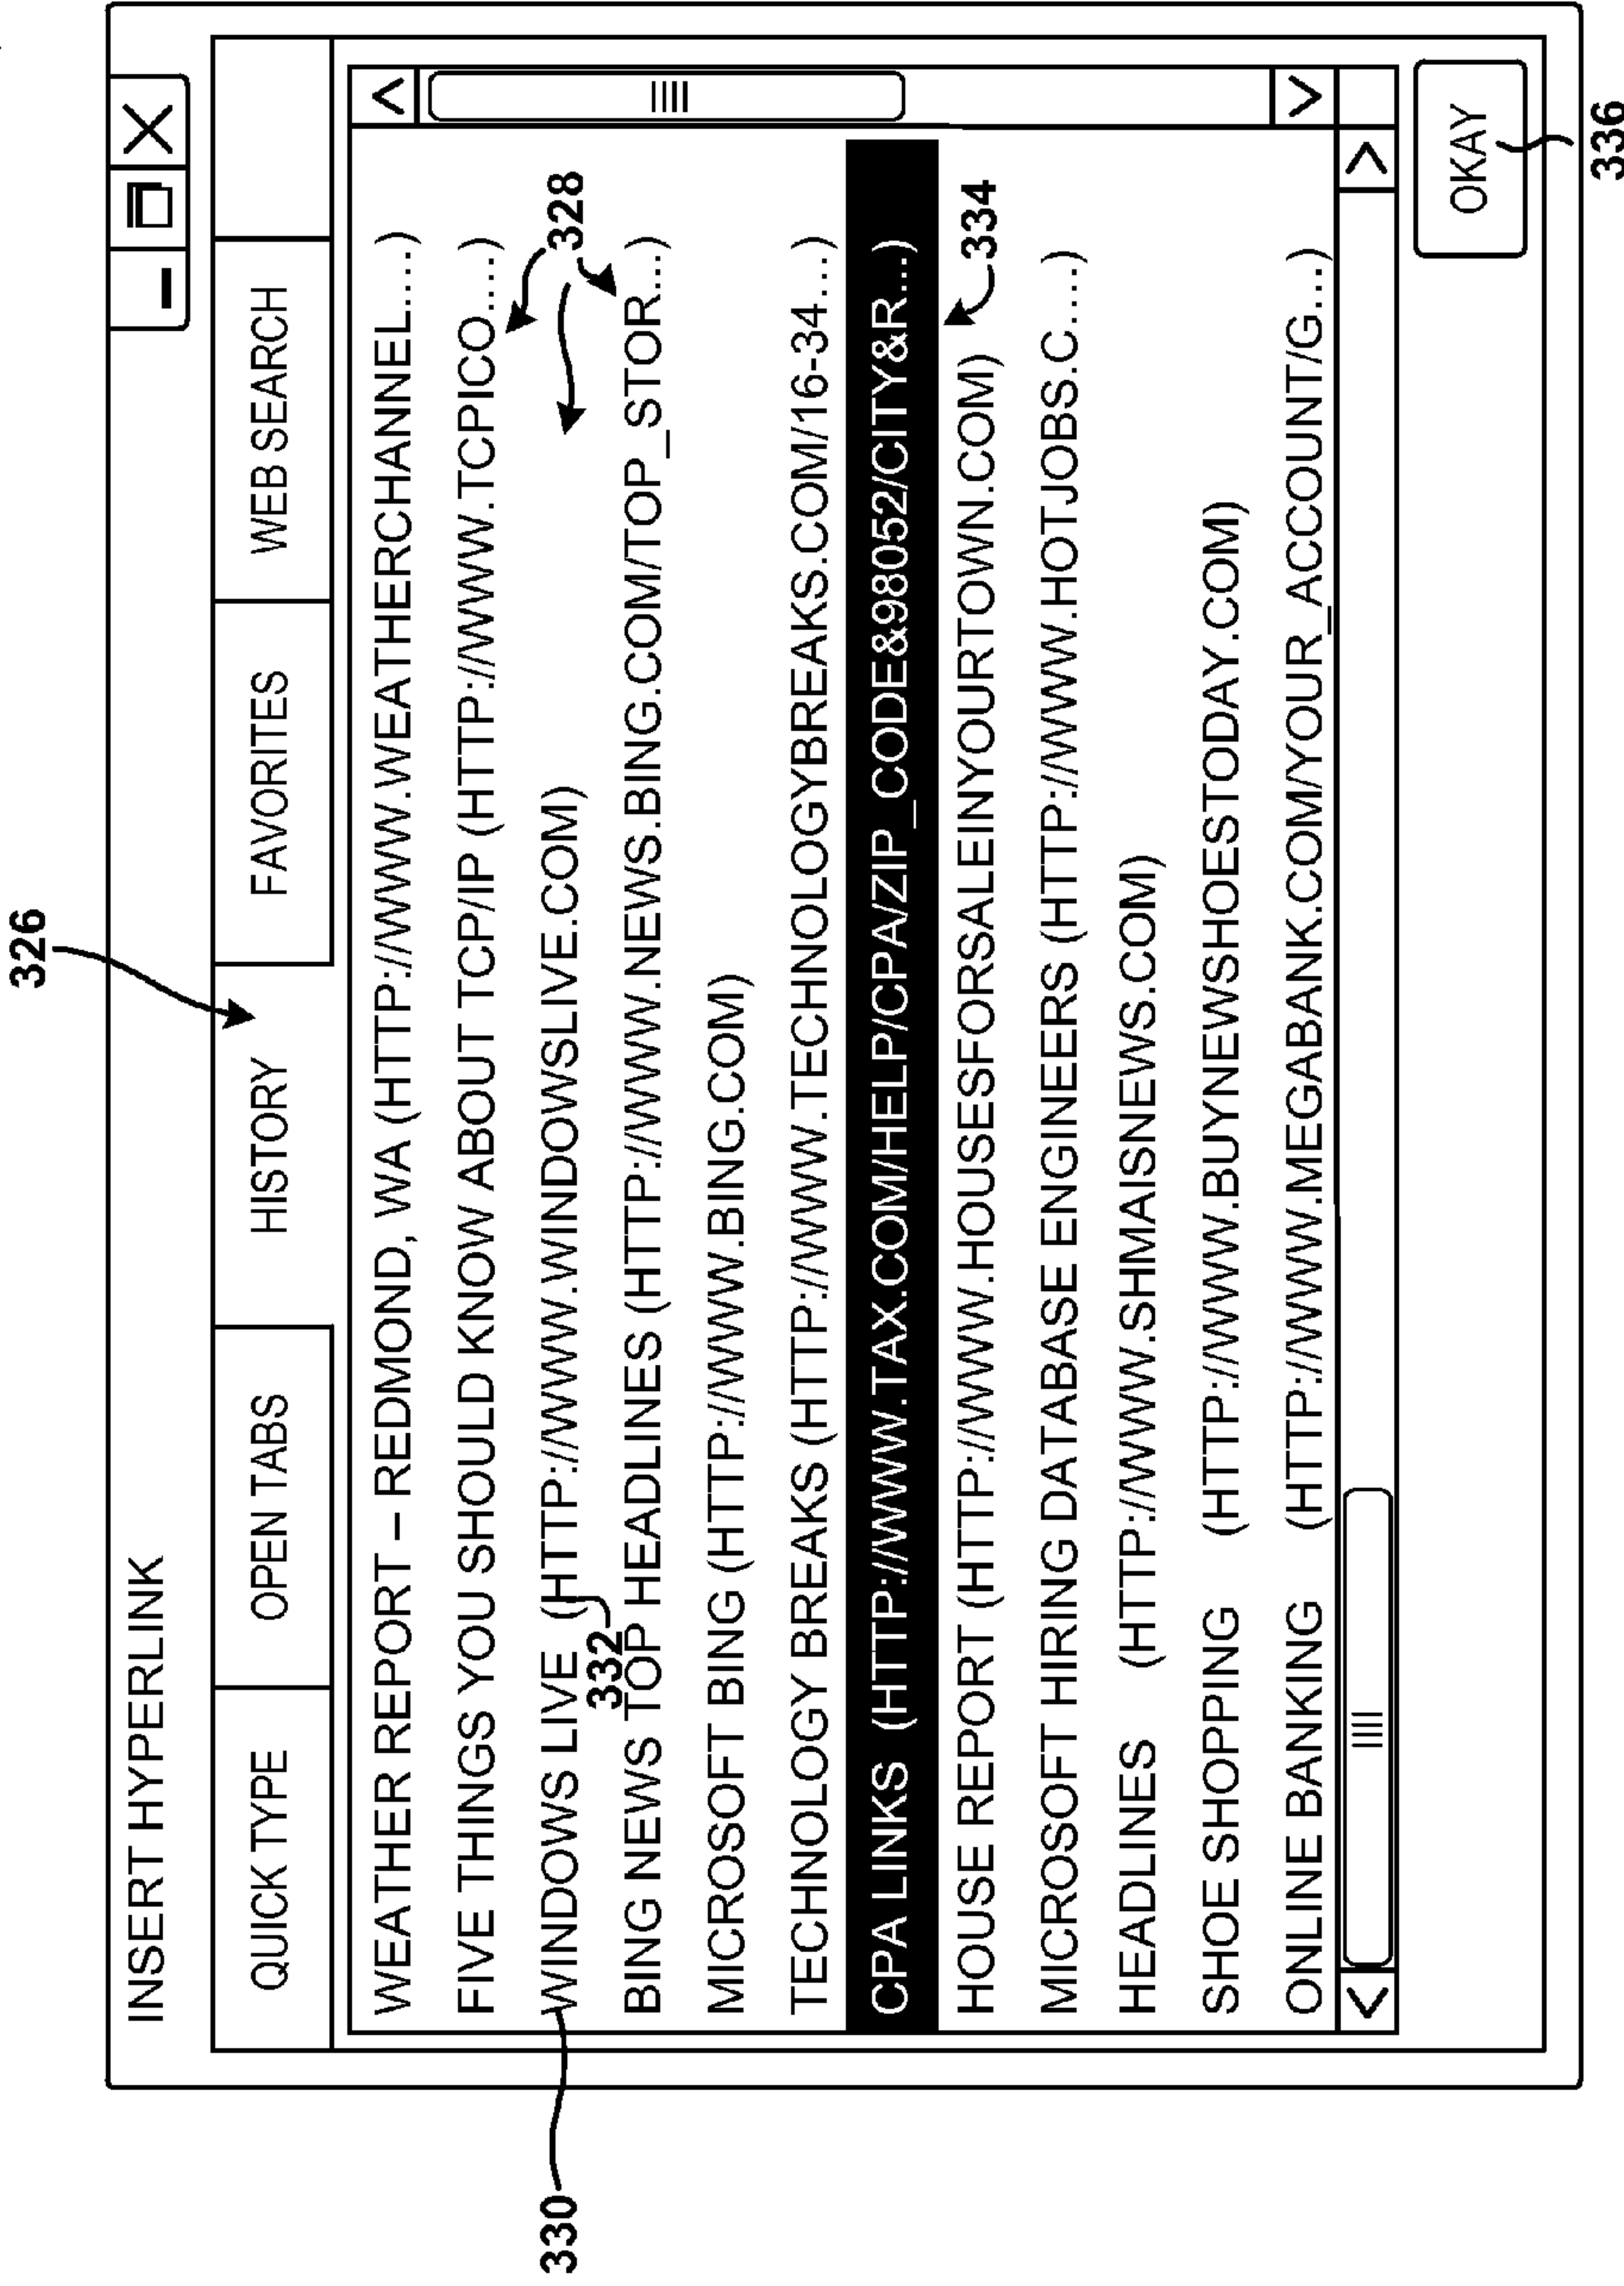 326
INSERT HYPERLINK
QUICK TYPE
OPEN TABS
HISTORY
FAVORITES
WEB SEARCH
WEATHER REPORT – REDMOND, WA (HTTP://WWW.WEATHERCHANNEL....)
FIVE THINGS YOU SHOULD KNOW ABOUT TCP/IP (HTTP://WWW.TCPICO....)
330
WINDOWS LIVE (HTTP://WWW.WINDOWSLIVE.COM)
328
332
BING NEWS TOP HEADLINES (HTTP://WWW.NEWS.BING.COM/TOP_STOR...)
MICROSOFT BING (HTTP://WWW.BING.COM)
TECHNOLOGY BREAKS (HTTP://WWW.TECHNOLOGYBREAKS.COM/16-34...)
CPA LINKS (HTTP://WWW.TAX.COM/HELP/CPA/ZIP_CODE&98052/CITY&R...)
334
HOUSE REPORT (HTTP://WWW.HOUSESFORSALEINYOURTOWN.COM)
MICROSOFT HIRING DATABASE ENGINEERS (HTTP://WWW.HOTJOBS.C....)
HEADLINES (HTTP://WWW.SHMAISNEWS.COM)
SHOE SHOPPING (HTTP://WWW.BUYNEWSHOESTODAY.COM)
ONLINE BANKING (HTTP://WWW.MEGABANK.COM/YOUR_ACCOUNT/G...)
OKAY
336